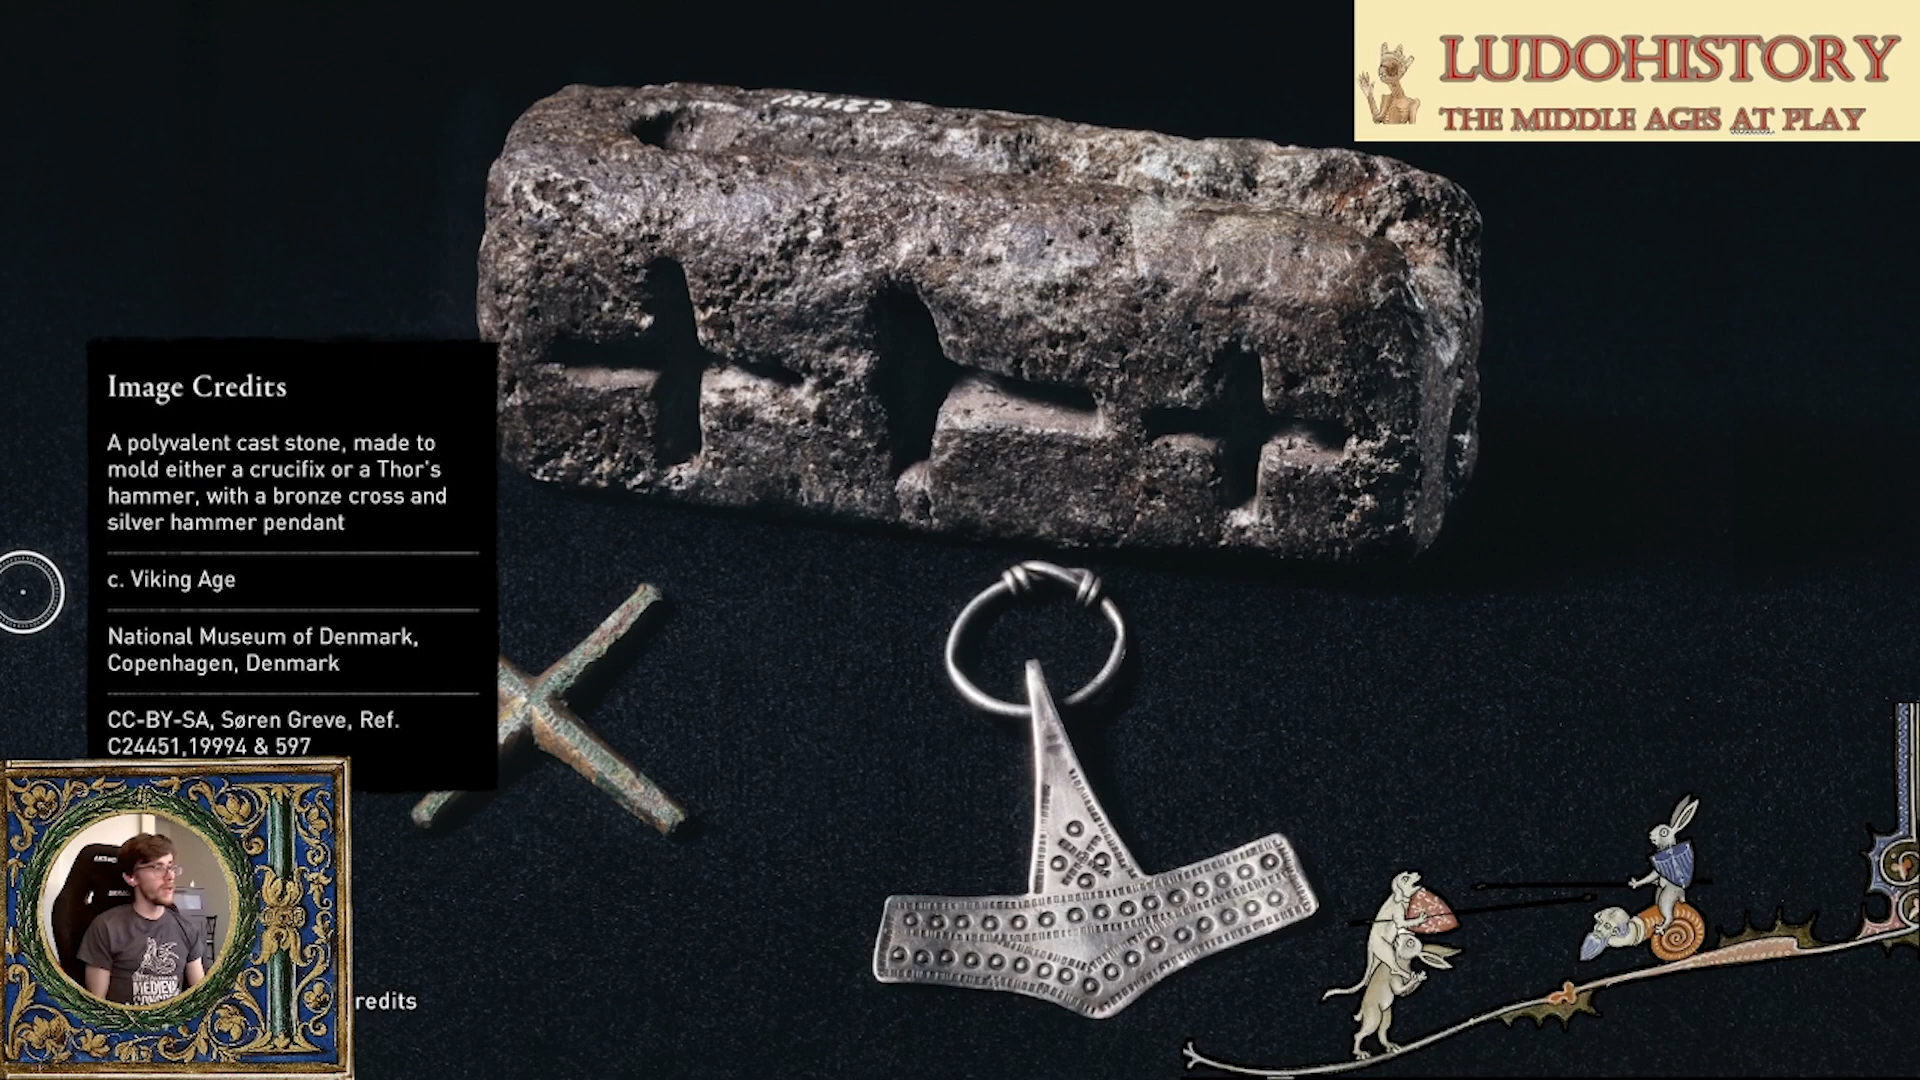 LUDOHISTORY
THE MIDDLE AGES AT PLAY
Image Credits
A polyvalent cast stone, made to
mold either a crucifix or a Thor's
hammer, with a bronze cross and
silver hammer pendant
c. Viking Age
National Museum of Denmark,
Copenhagen, Denmark
CC-BY-SA, Søren Greve, Ref.
C24451,19994 & 597
redits